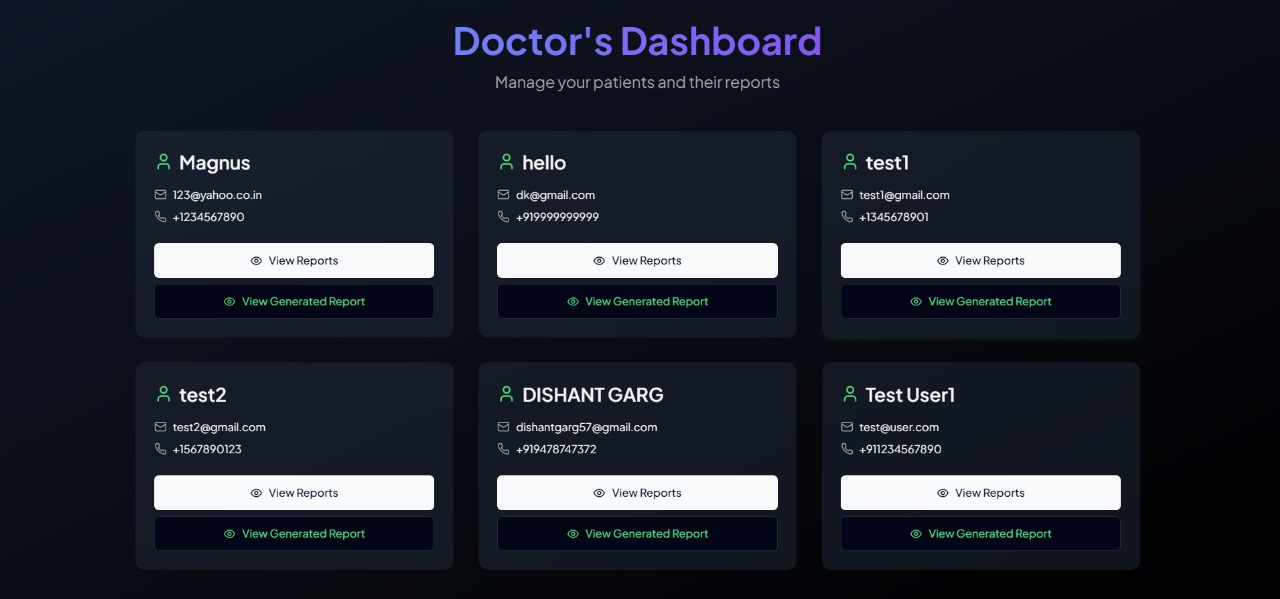 Doctor's Dashboard
Manage your patients and their reports
Magnus
123@yahoo.co.in
+1234567890
View Reports
View Generated Report
hello
dk@gmail.com
+919999999999
View Reports
View Generated Report
test1
test1@gmail.com
+1345678901
View Reports
View Generated Report
test2
test2@gmail.com
+1567890123
View Reports
View Generated Report
DISHANT GARG
dishantgarg57@gmail.com
+919478747372
View Reports
View Generated Report
Test User1
test@user.com
+911234567890
View Reports
View Generated Report